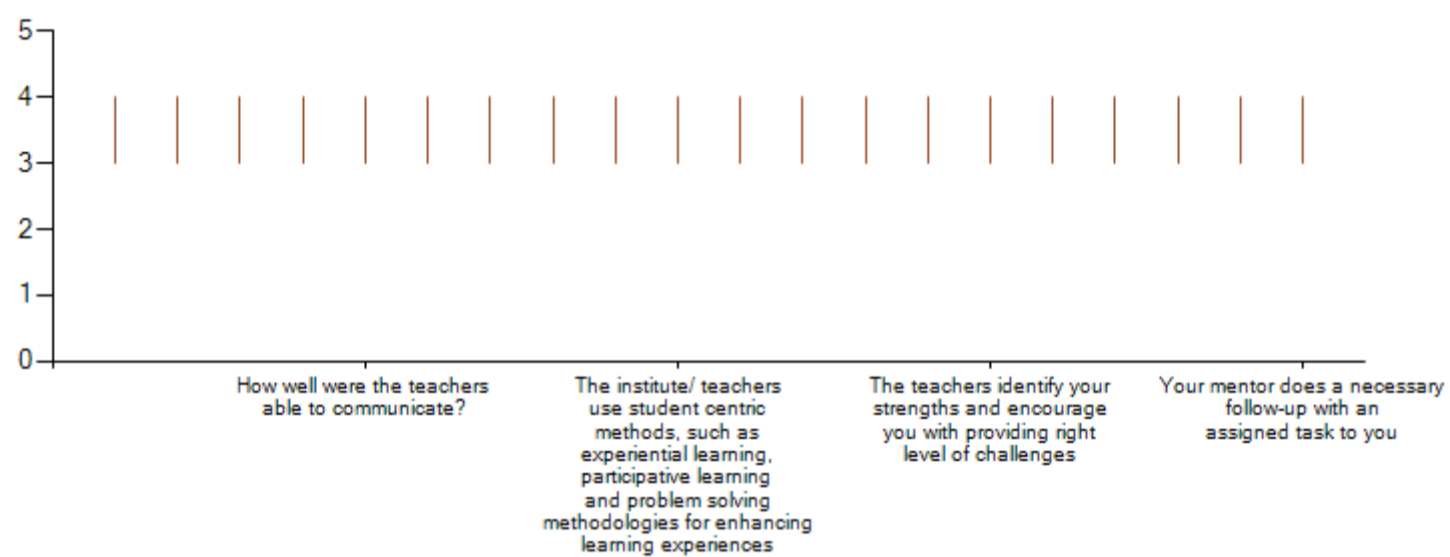 5
4
3
2
1
0
How well were the teachers
able to communicate?
The institute/ teachers
use student centric
methods, such as
experiential learning,
participative learning
and problem solving
methodologies for enhancing
learning experiences
The teachers identify your
strengths and encourage
you with providing right
level of challenges
Your mentor does a necessary
follow-up with an
assigned task to you